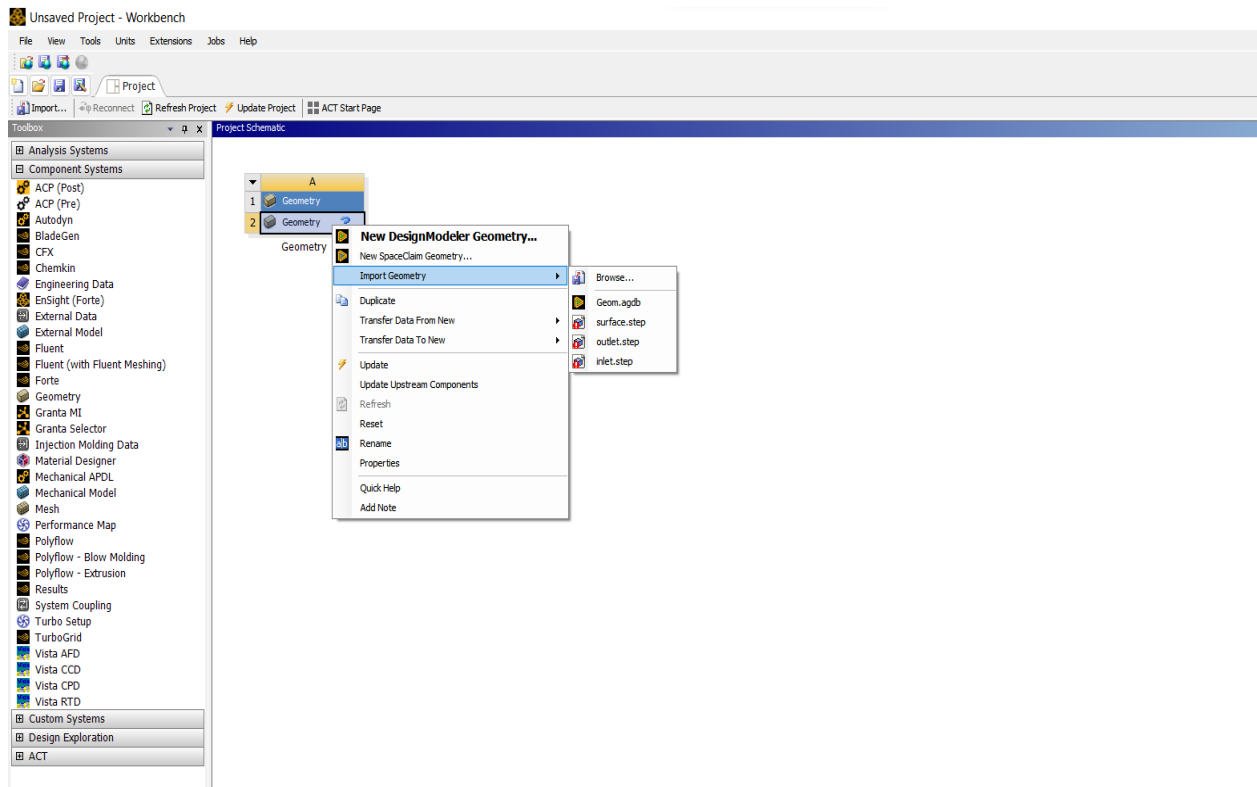 Unsaved Project - Workbench
File View Tools Units Extensions Jobs Help
Project
Import... Reconnect Refresh Project Update Project ACT Start Page
Toolbox
Project Schematic
Analysis Systems
Component Systems
ACP (Post)
ACP (Pre)
Autodyn
BladeGen
CFX
Chemkin
Engineering Data
EnSight (Forte)
External Data
External Model
Fluent
Fluent (with Fluent Meshing)
Forte
Geometry
Granta MI
Granta Selector
Injection Molding Data
Material Designer
Mechanical APDL
Mechanical Model
Mesh
Performance Map
Polyflow
Polyflow - Blow Molding
Polyflow - Extrusion
Results
System Coupling
Turbo Setup
TurboGrid
Vista AFD
Vista CCD
Vista CPD
Vista RTD
Custom Systems
Design Exploration
ACT
A
1 Geometry
2 Geometry
Geometry
New DesignModeler Geometry...
New SpaceClaim Geometry...
Import Geometry
Duplicate
Transfer Data From New
Transfer Data To New
Update
Update Upstream Components
Refresh
Reset
a|b Rename
Properties
Quick Help
Add Note
Browse...
Geom.agdb
surface.step
outlet.step
inlet.step